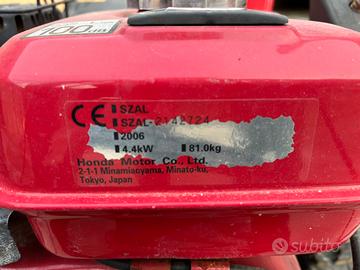 100
CE SZAL
SZAL-2142724
2006
4.4kW 81.0kg
Honda Motor Co., Ltd.
2-1-1 Minamiaoyama, Minato-ku,
Tokyo, Japan
subito